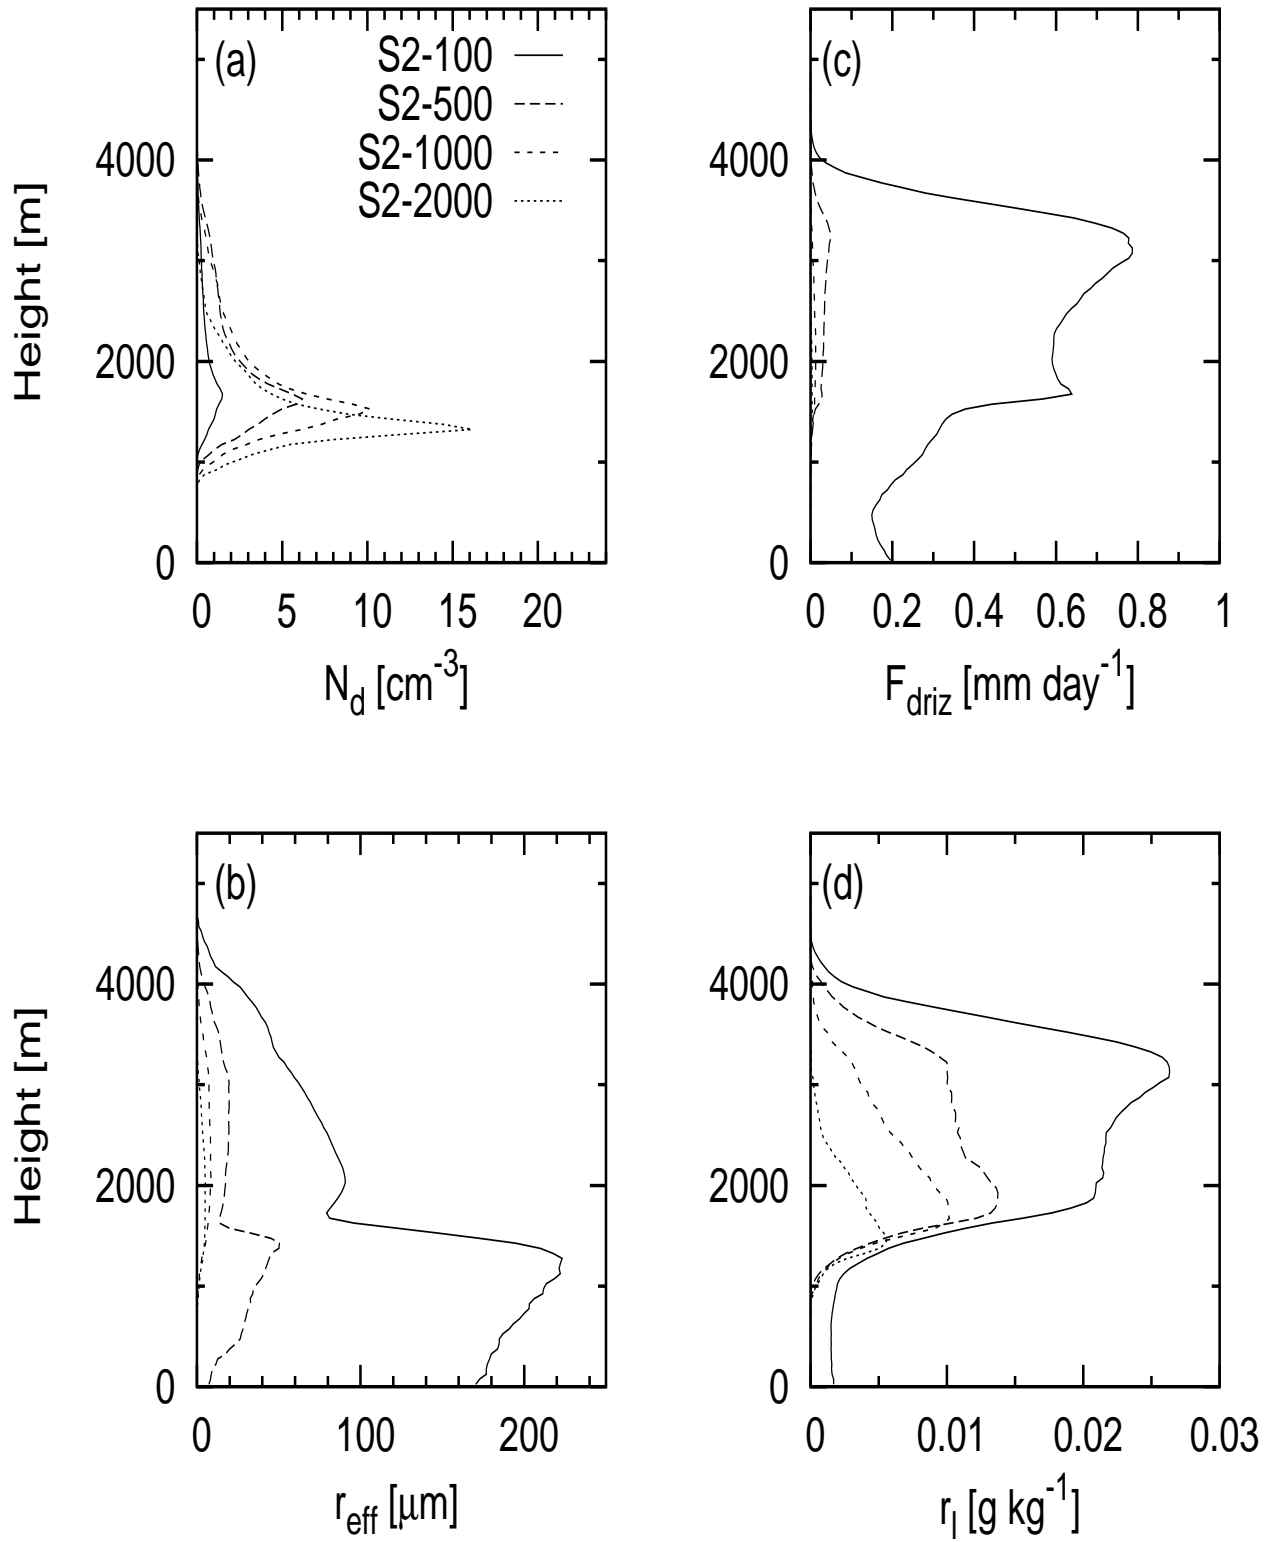 (a)
S2-100
S2-500
S2-1000
S2-2000
4000
2000
0
Height [m]
0 5 10 15 20
N_d [cm^-3]
(c)
4000
2000
0
0 0.2 0.4 0.6 0.8 1
F_driz [mm day^-1]
(b)
4000
2000
0
Height [m]
0 100 200
r_eff [μm]
(d)
4000
2000
0
0 0.01 0.02 0.03
r_l [g kg^-1]